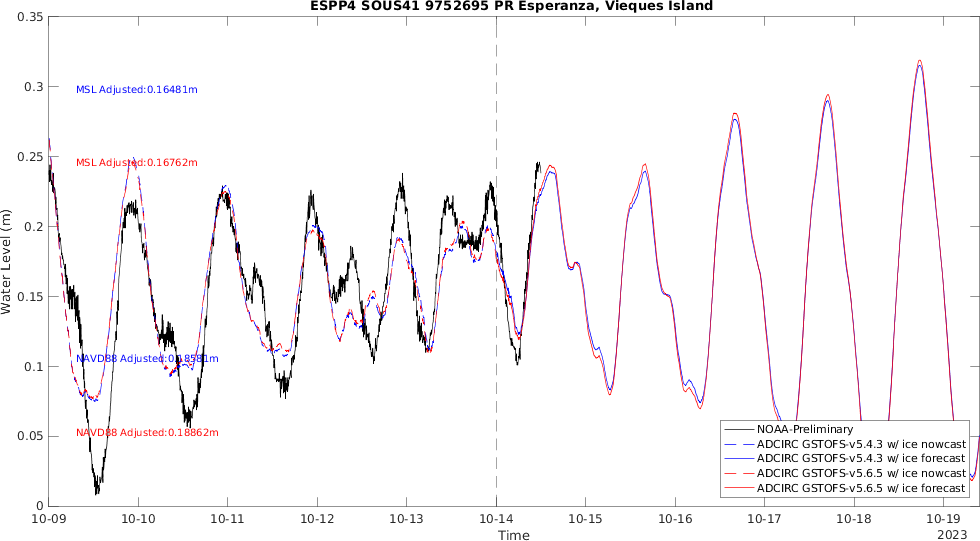 ESPP4 SOUS41 9752695 PR Esperanza, Vieques Island
0.35
0.3
0.25
0.2
0.15
0.1
0.05
0
Water Level (m)
MSL Adjusted:0.16481m
MSL Adjusted:0.16762m
NAVD88 Adjusted:0.18581m
NAVD88 Adjusted:0.18862m
NOAA-Preliminary
ADCIRC GSTOFS-v5.4.3 w/ ice nowcast
ADCIRC GSTOFS-v5.4.3 w/ ice forecast
ADCIRC GSTOFS-v5.6.5 w/ ice nowcast
ADCIRC GSTOFS-v5.6.5 w/ ice forecast
10-09 10-10 10-11 10-12 10-13 10-14 10-15 10-16 10-17 10-18 10-19
Time 2023